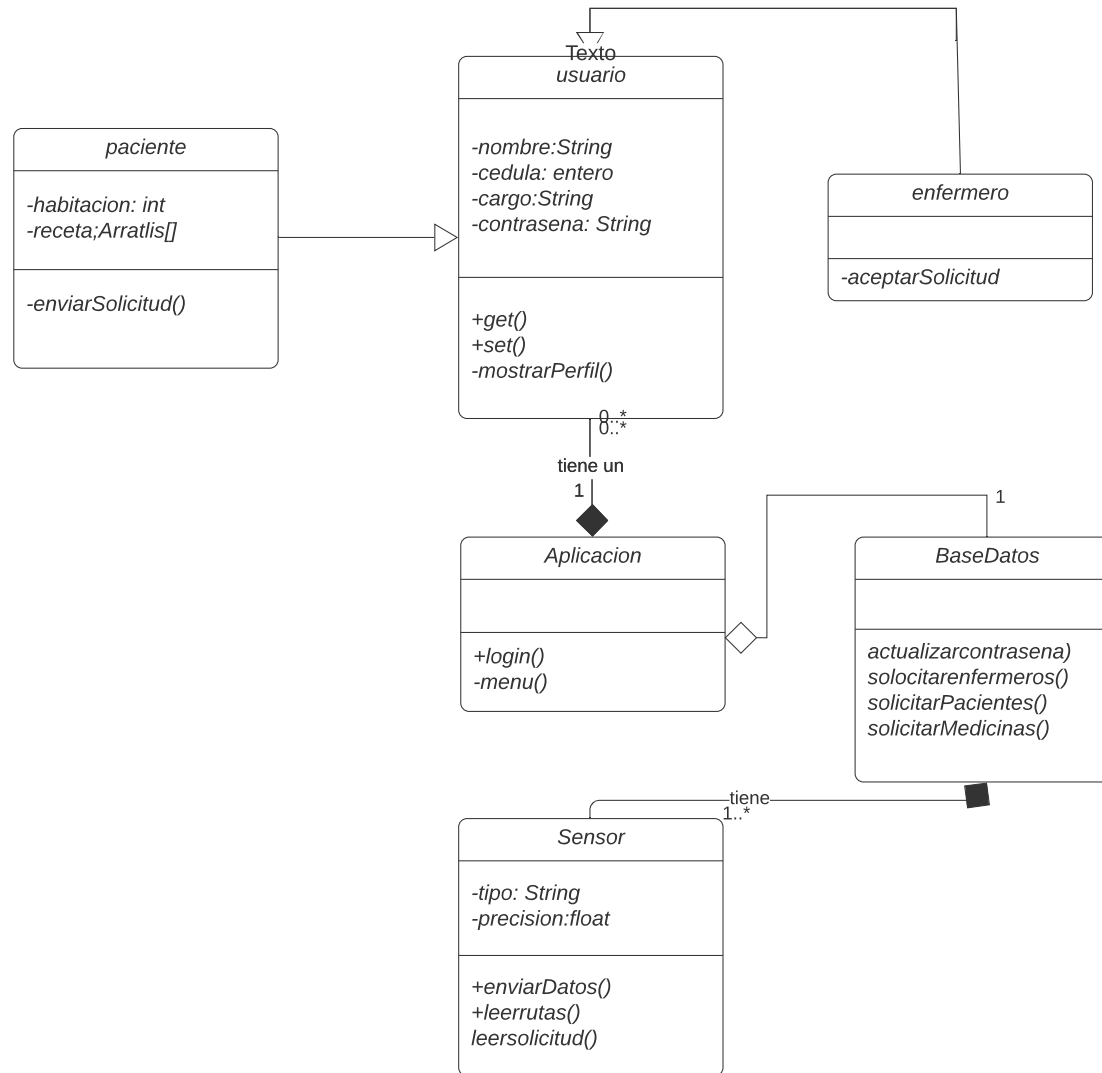 Texto
usuario
-nombre:String
-cedula: entero
-cargo:String
-contrasena: String
+get()
+set()
-mostrarPerfil()
paciente
-habitacion: int
-receta;Arratlis[]
-enviarSolicitud()
enfermero
-aceptarSolicitud
0..*
0..*
tiene un
1
Aplicacion
+login()
-menu()
1
BaseDatos
actualizarcontrasena)
solocitarenfermeros()
solicitarPacientes()
solicitarMedicinas()
tiene
1..*
Sensor
-tipo: String
-precision:float
+enviarDatos()
+leerrutas()
leersolicitud()